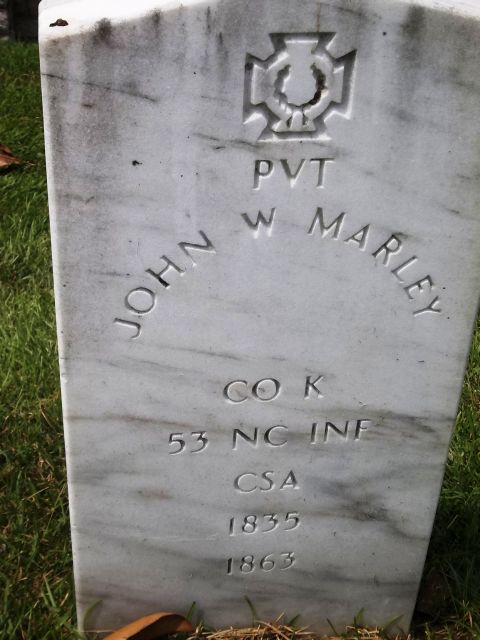 PVT
JOHN W MARLEY
CO K
53 NC INF
CSA
1835
1863